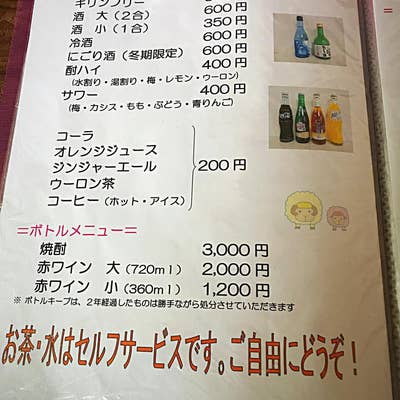 キリンフリー
酒 大(2合) 600円
酒 小(1合) 350円
冷酒 600円
にごり酒(冬期限定) 600円
酎ハイ 400円
(水割り・湯割り・梅・レモン・ウーロン)
サワー 400円
(梅・カシス・もも・ぶどう・青りんご)
コーラ
オレンジジュース
ジンジャーエール 200円
ウーロン茶
コーヒー(ホット・アイス)
=ボトルメニュー=
焼酎 3,000円
赤ワイン 大(720ml) 2,000円
赤ワイン 小(360ml) 1,200円
※ ボトルキープは、2年経過したものは勝手ながら処分させていただきます
お茶・水はセルフサービスです。ご自由にどうぞ!